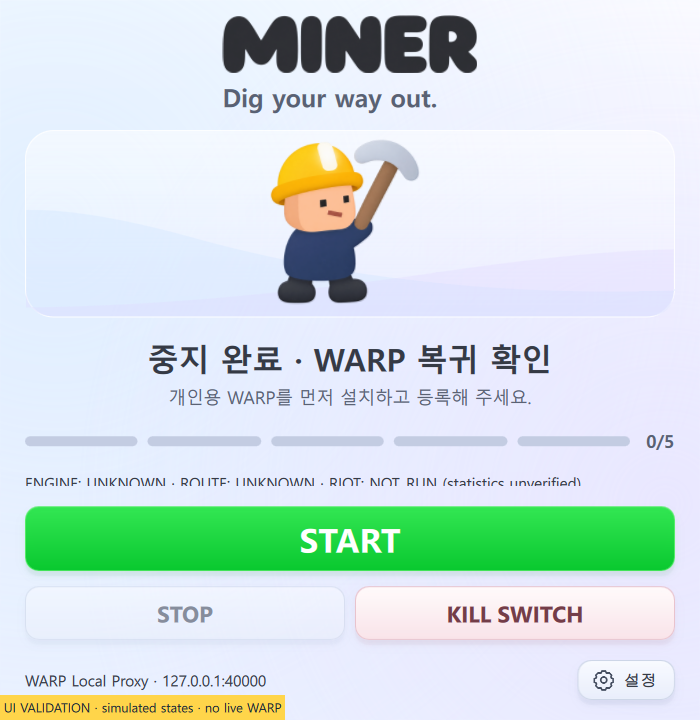 MINER
Dig your way out.
중지 완료 · WARP 복귀 확인
개인용 WARP를 먼저 설치하고 등록해 주세요.
0/5
ENGINE: UNKNOWN · ROUTE: UNKNOWN · RIOT: NOT_RUN (statistics unverified)
START
STOP
KILL SWITCH
WARP Local Proxy · 127.0.0.1:40000
설정
UI VALIDATION · simulated states · no live WARP